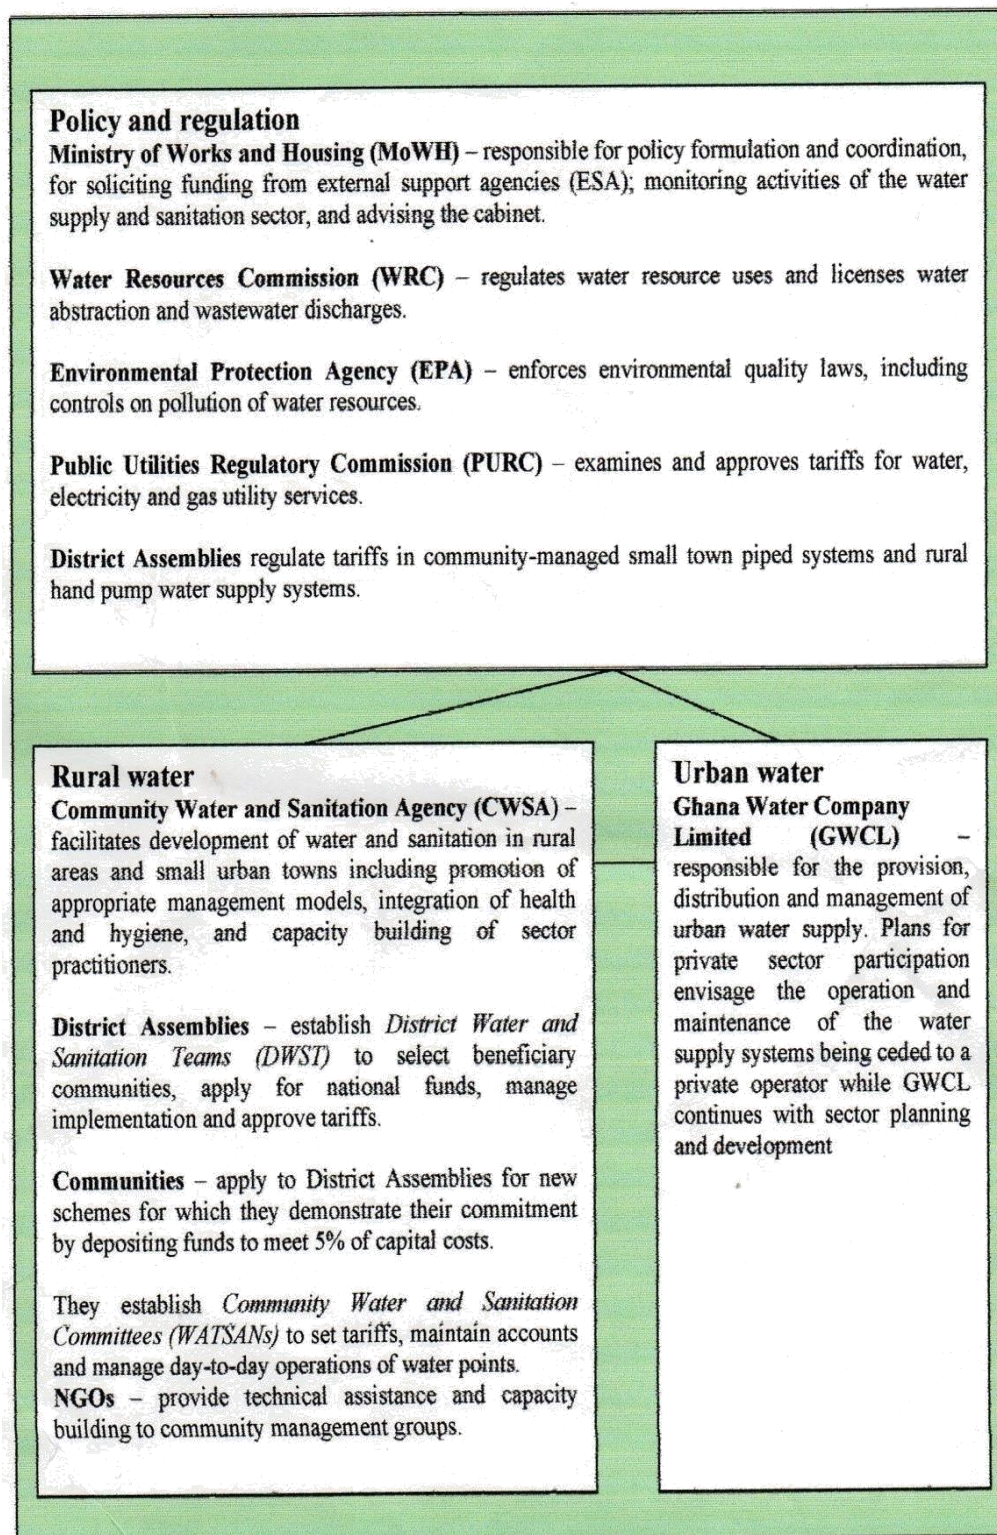 Policy and regulation
Ministry of Works and Housing (MoWH) – responsible for policy formulation and coordination,
for soliciting funding from external support agencies (ESA); monitoring activities of the water
supply and sanitation sector, and advising the cabinet.
Water Resources Commission (WRC) – regulates water resource uses and licenses water
abstraction and wastewater discharges.
Environmental Protection Agency (EPA) – enforces environmental quality laws, including
controls on pollution of water resources.
Public Utilities Regulatory Commission (PURC) – examines and approves tariffs for water,
electricity and gas utility services.
District Assemblies regulate tariffs in community-managed small town piped systems and rural
hand pump water supply systems.
Rural water
Community Water and Sanitation Agency (CWSA) –
facilitates development of water and sanitation in rural
areas and small urban towns including promotion of
appropriate management models, integration of health
and hygiene, and capacity building of sector
practitioners.
District Assemblies – establish District Water and
Sanitation Teams (DWST) to select beneficiary
communities, apply for national funds, manage
implementation and approve tariffs.
Communities – apply to District Assemblies for new
schemes for which they demonstrate their commitment
by depositing funds to meet 5% of capital costs.
They establish Community Water and Sanitation
Committees (WATSANs) to set tariffs, maintain accounts
and manage day-to-day operations of water points.
NGOs – provide technical assistance and capacity
building to community management groups.
Urban water
Ghana Water Company
Limited (GWCL) –
responsible for the provision,
distribution and management of
urban water supply. Plans for
private sector participation
envisage the operation and
maintenance of the water
supply systems being ceded to a
private operator while GWCL
continues with sector planning
and development